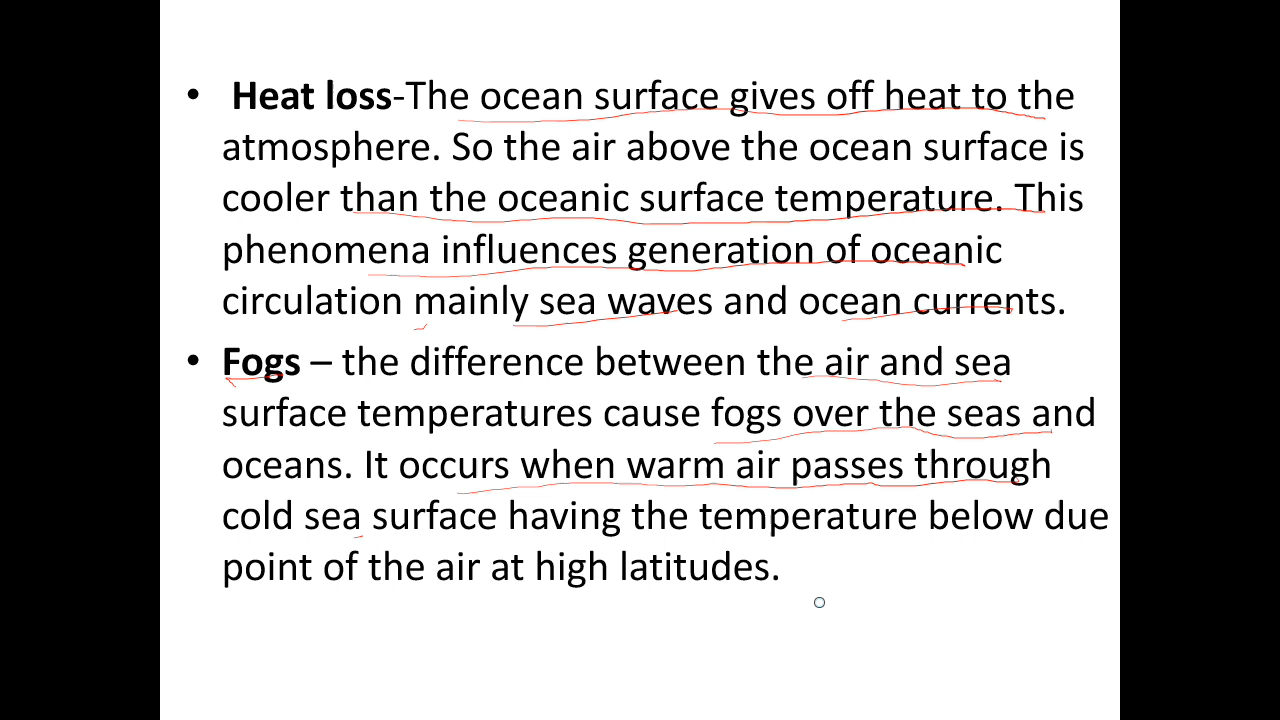 • Heat loss-The ocean surface gives off heat to the
atmosphere. So the air above the ocean surface is
cooler than the oceanic surface temperature. This
phenomena influences generation of oceanic
circulation mainly sea waves and ocean currents.
• Fogs – the difference between the air and sea
surface temperatures cause fogs over the seas and
oceans. It occurs when warm air passes through
cold sea surface having the temperature below due
point of the air at high latitudes.